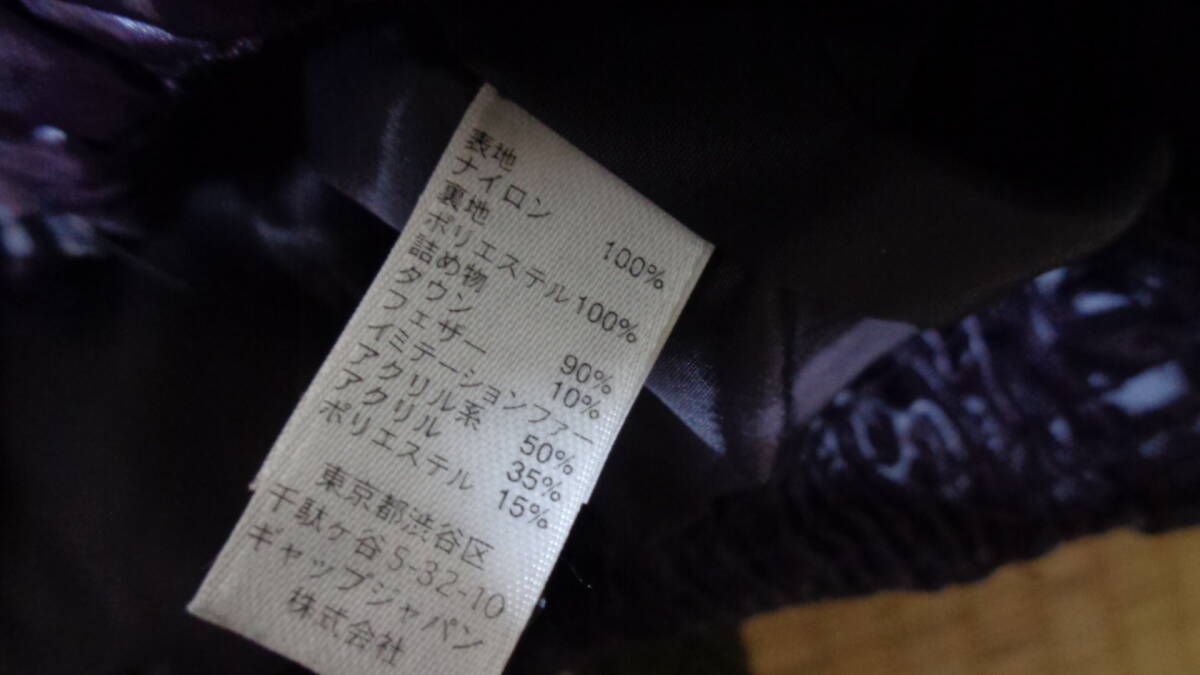 表地
ナイロン 100%
裏地
ポリエステル 100%
詰め物
ダウン 90%
フェザー 10%
イミテーションファー
アクリル系 50%
アクリル 35%
ポリエステル 15%
東京都渋谷区
千駄ヶ谷 5-32-10
ギャップジャパン
株式会社